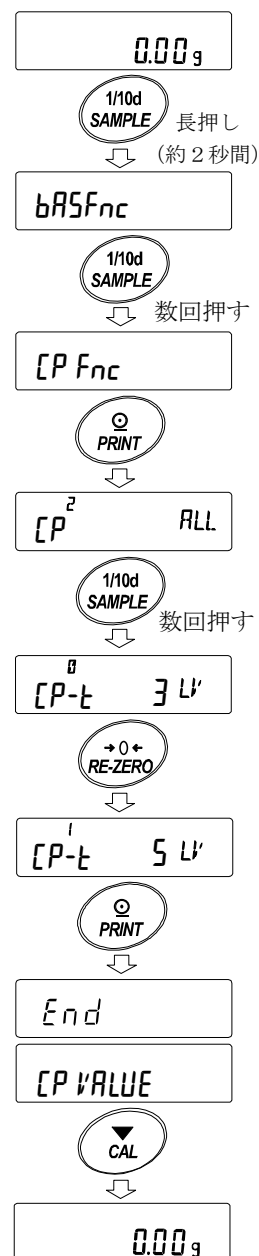 0.00 g
1/10d
SAMPLE
長押し
（約２秒間）
bASFnc
1/10d
SAMPLE
数回押す
CP Fnc
PRINT
2
CP ALL
1/10d
SAMPLE
数回押す
0
CP-t 3 LV
→0←
RE-ZERO
1
CP-t 5 LV
PRINT
End
CP VALUE
CAL
0.00 g